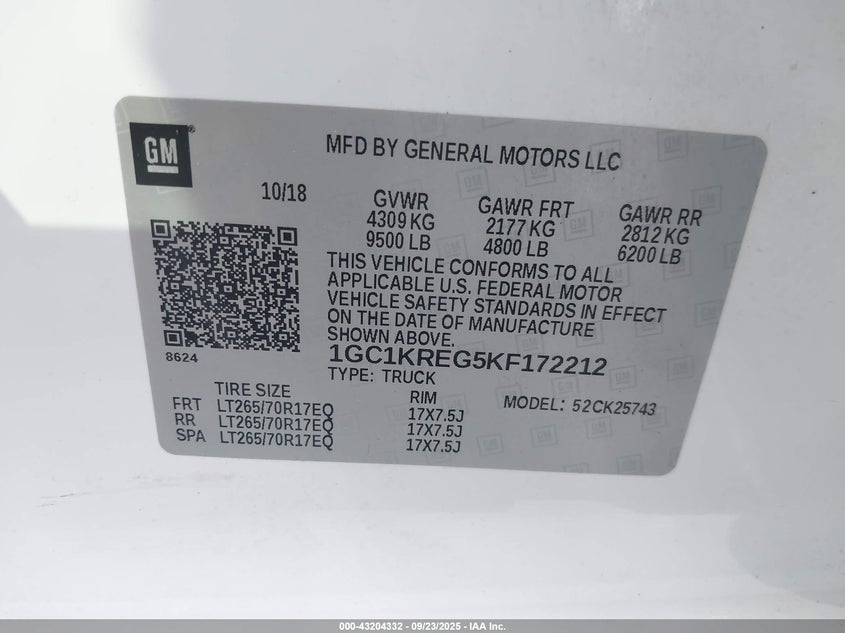 GM®
MFD BY GENERAL MOTORS LLC
10/18
GVWR
4309 KG
9500 LB
GAWR FRT
2177 KG
4800 LB
GAWR RR
2812 KG
6200 LB
THIS VEHICLE CONFORMS TO ALL
APPLICABLE U.S. FEDERAL MOTOR
VEHICLE SAFETY STANDARDS IN EFFECT
ON THE DATE OF MANUFACTURE
SHOWN ABOVE.
8624
1GC1KREG5KF172212
TYPE: TRUCK
MODEL: 52CK25743
TIRE SIZE RIM
FRT LT265/70R17EQ 17X7.5J
RR LT265/70R17EQ 17X7.5J
SPA LT265/70R17EQ 17X7.5J
000-43204332 - 09/23/2025 - IAA Inc.